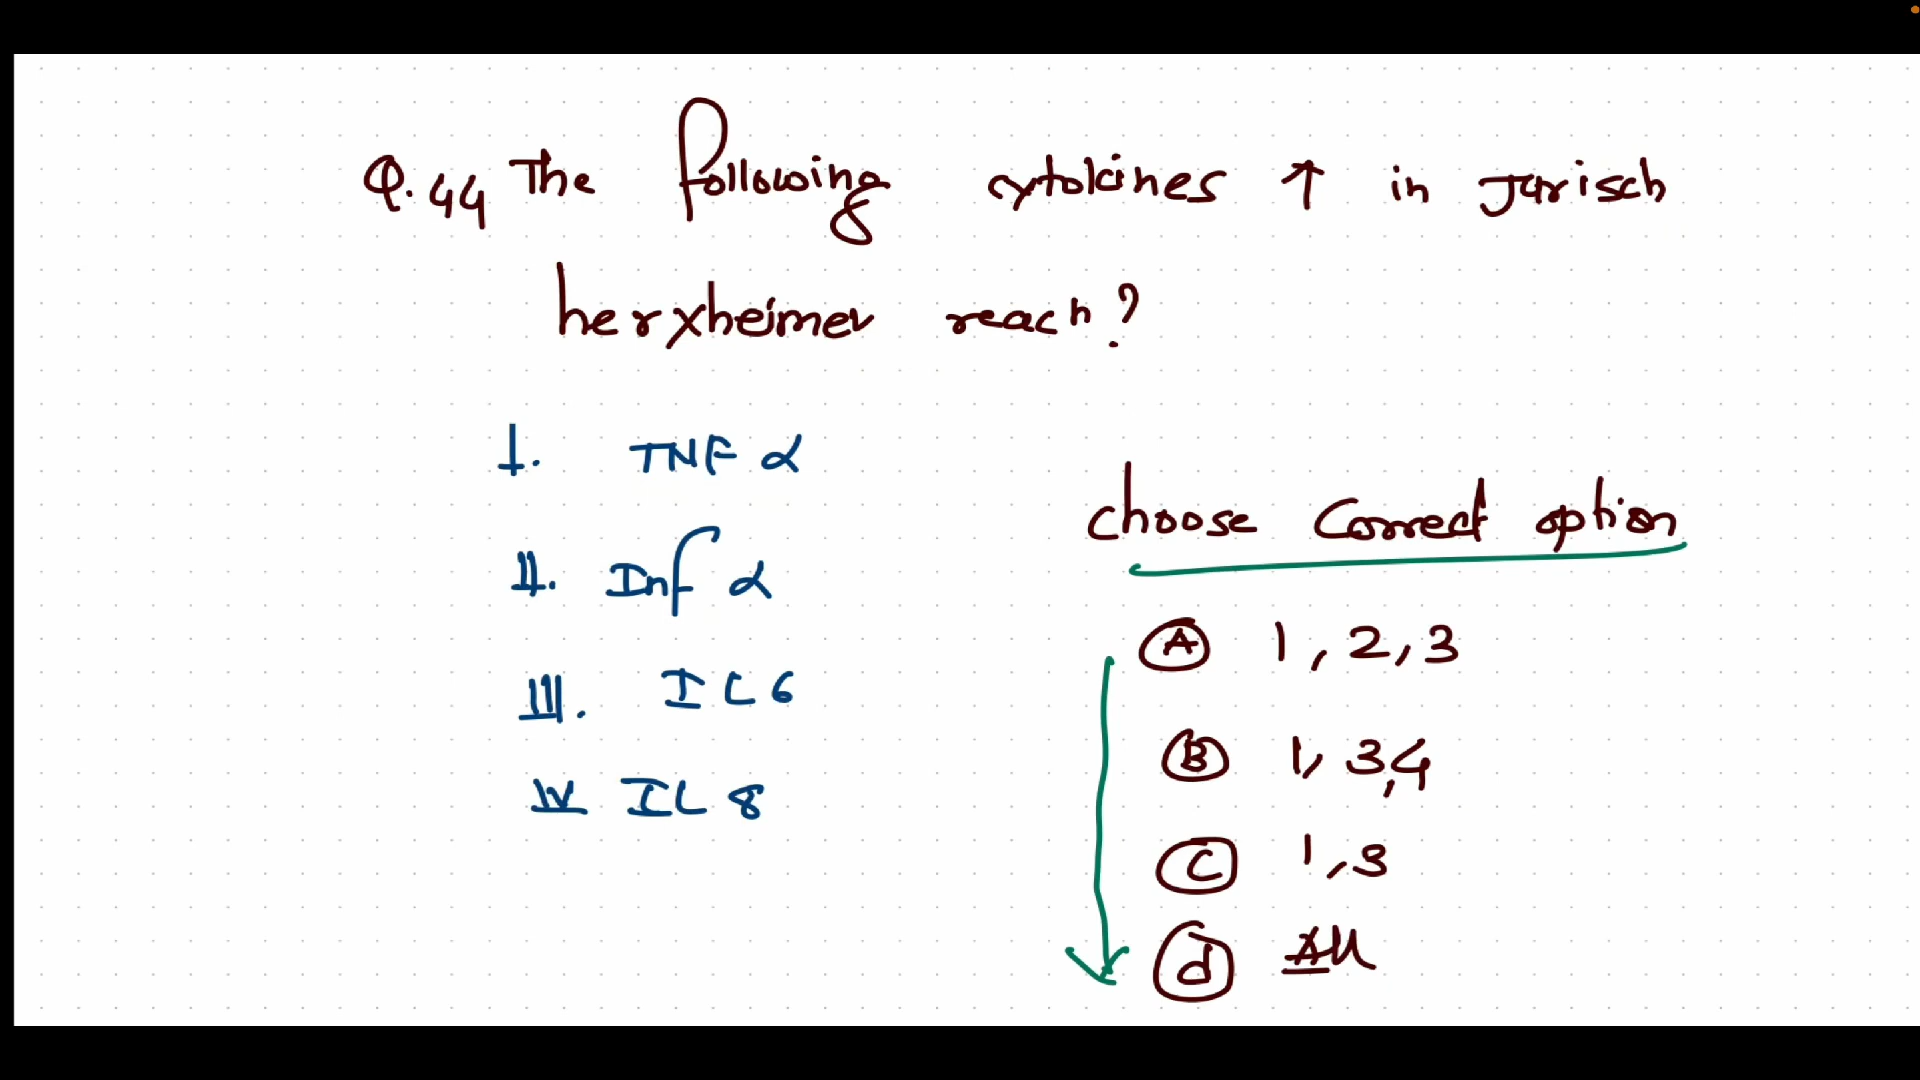 Q.44 The following cytokines ↑ in Jarisch
herxheimer reacn?
I. TNF α
II. Inf α
III. IL 6
IV IL 8
choose correct option
A 1, 2, 3
B 1, 3, 4
C 1, 3
d All